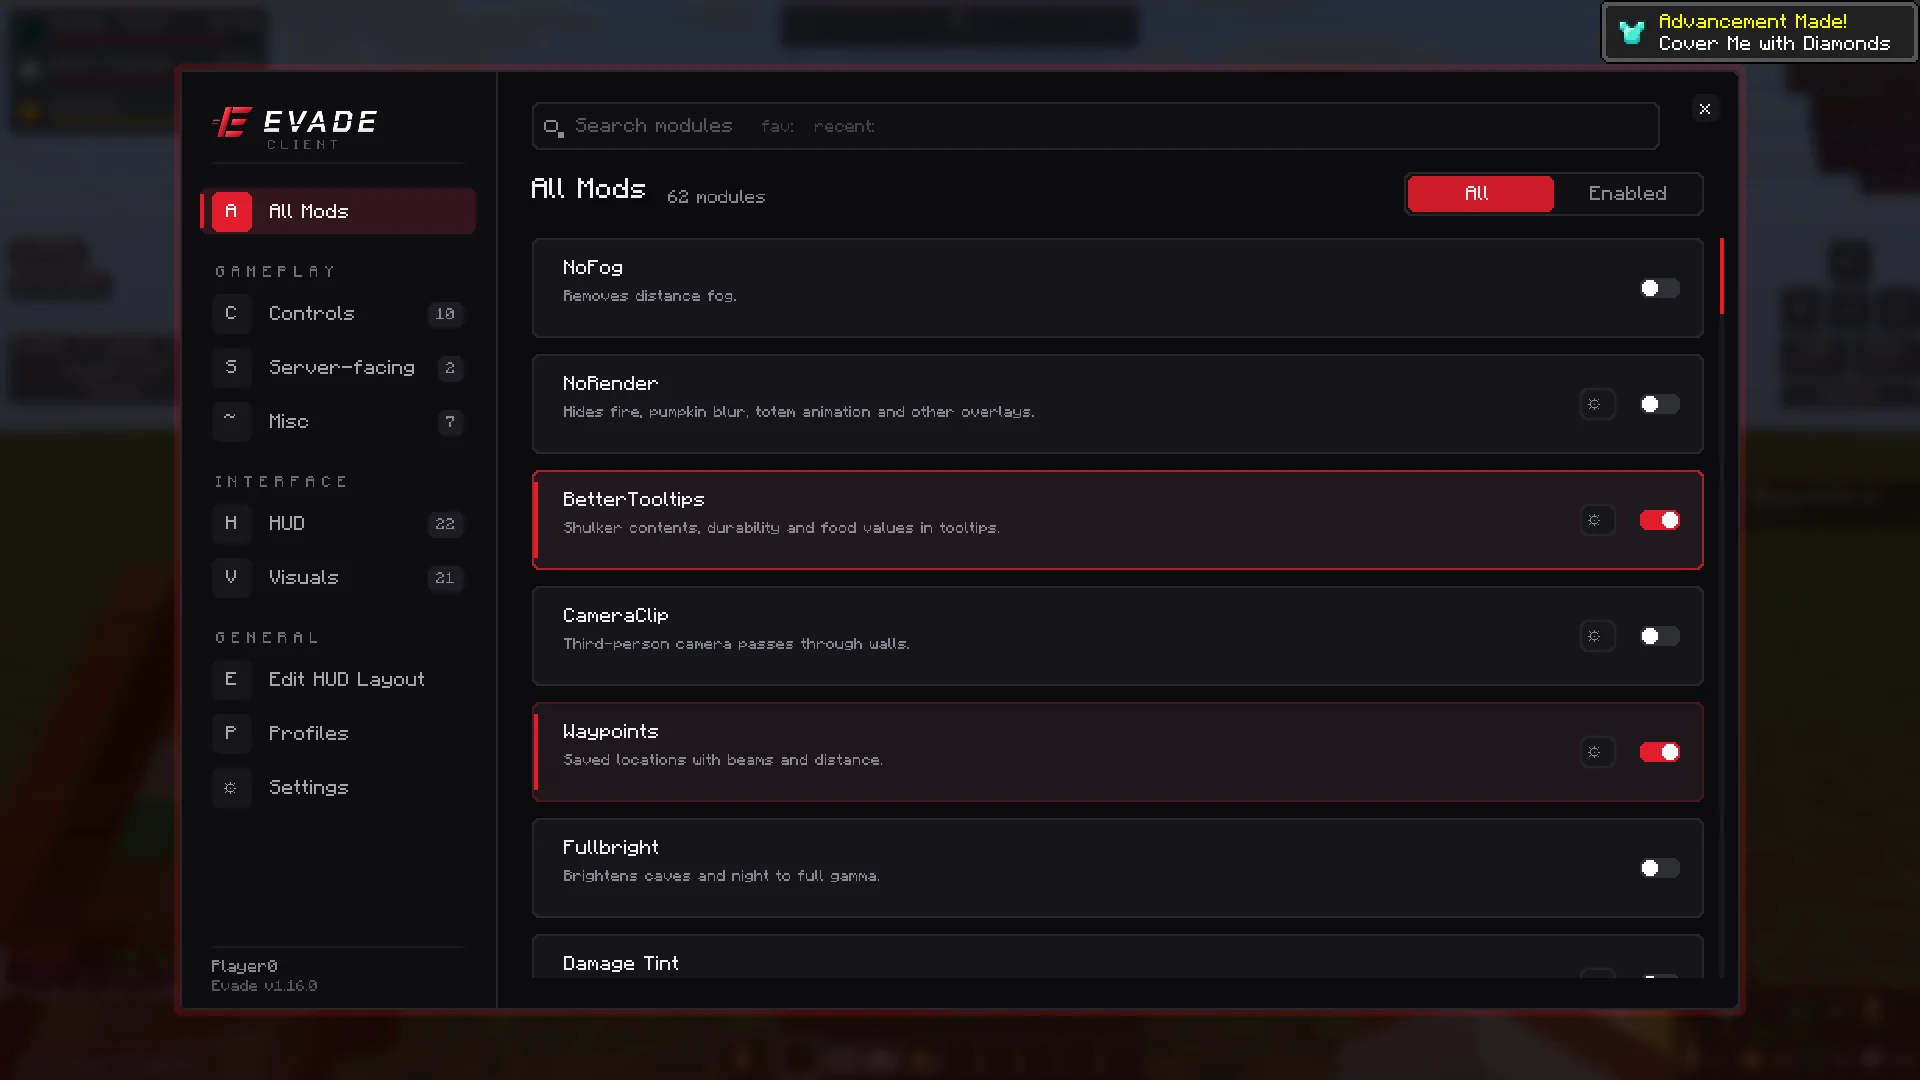 Advancement Made!
Cover Me with Diamonds
EVADE
CLIENT
Search modules fav: recent:
All Mods 62 modules
All
Enabled
A All Mods
GAMEPLAY
C Controls 10
S Server-facing 2
~ Misc 7
INTERFACE
H HUD 22
V Visuals 21
GENERAL
E Edit HUD Layout
P Profiles
Settings
Player0
Evade v1.16.0
NoFog
Removes distance fog.
NoRender
Hides fire, pumpkin blur, totem animation and other overlays.
BetterTooltips
Shulker contents, durability and food values in tooltips.
CameraClip
Third-person camera passes through walls.
Waypoints
Saved locations with beams and distance.
Fullbright
Brightens caves and night to full gamma.
Damage Tint